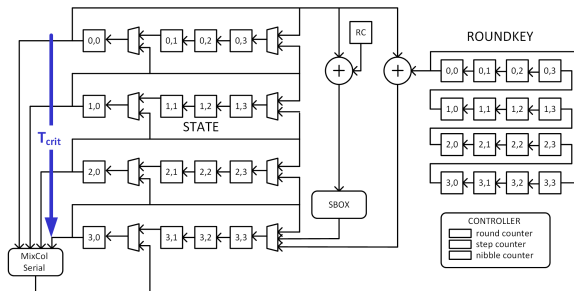 RC
ROUNDKEY
0,0 0,1 0,2 0,3 + + 0,0 0,1 0,2 0,3
1,0 1,1 1,2 1,3 1,0 1,1 1,2 1,3
STATE
Tcrit
2,0 2,1 2,2 2,3 2,0 2,1 2,2 2,3
3,0 3,1 3,2 3,3 3,0 3,1 3,2 3,3
SBOX
MixCol
Serial
CONTROLLER
round counter
step counter
nibble counter